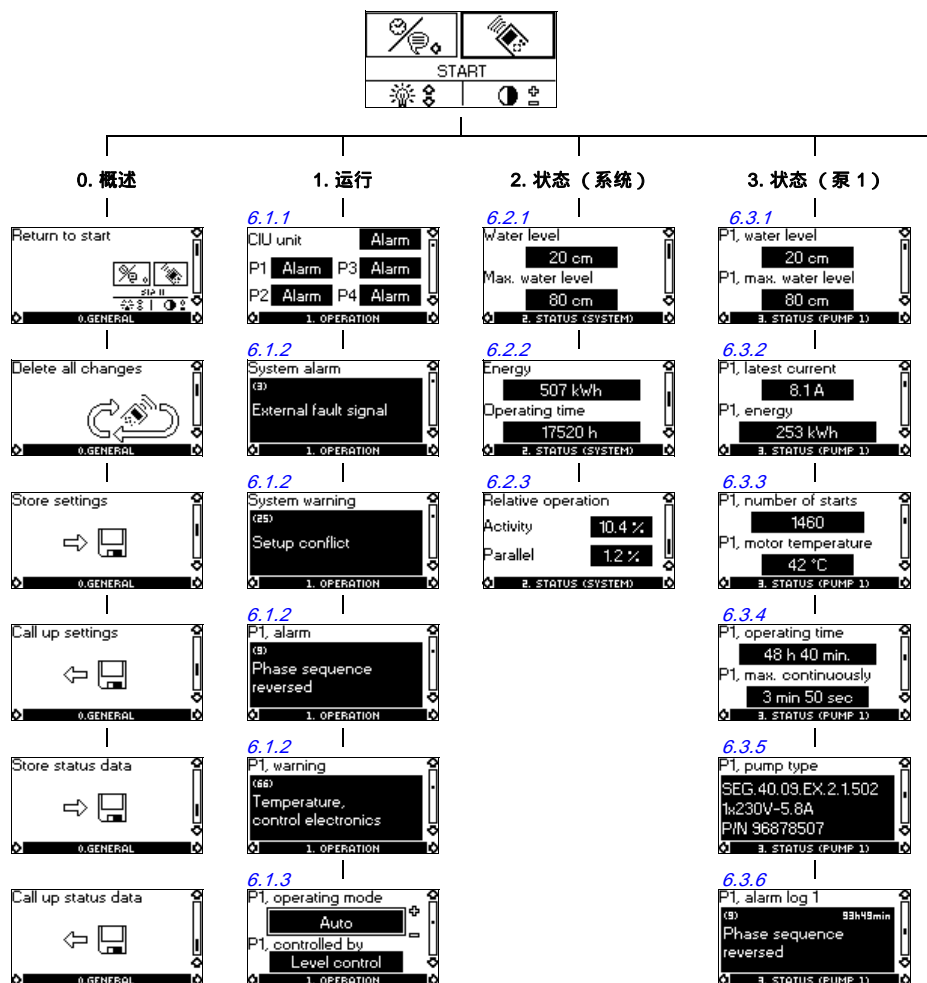 START
0. 概述
1. 运行
2. 状态 （系统）
3. 状态 （泵 1）
Return to start
START
0.GENERAL
Delete all changes
0.GENERAL
Store settings
0.GENERAL
Call up settings
0.GENERAL
Store status data
0.GENERAL
Call up status data
0.GENERAL
6.1.1
CIU unit Alarm
P1 Alarm P3 Alarm
P2 Alarm P4 Alarm
1. OPERATION
6.1.2
System alarm
(3)
External fault signal
1. OPERATION
6.1.2
System warning
(25)
Setup conflict
1. OPERATION
6.1.2
P1, alarm
(9)
Phase sequence
reversed
1. OPERATION
6.1.2
P1, warning
(66)
Temperature,
control electronics
1. OPERATION
6.1.3
P1, operating mode
Auto
P1, controlled by
Level control
1. OPERATION
6.2.1
Water level
20 cm
Max. water level
80 cm
2. STATUS (SYSTEM)
6.2.2
Energy
507 kWh
Operating time
17520 h
2. STATUS (SYSTEM)
6.2.3
Relative operation
Activity 10.4 %
Parallel 1.2 %
2. STATUS (SYSTEM)
6.3.1
P1, water level
20 cm
P1, max. water level
80 cm
3. STATUS (PUMP 1)
6.3.2
P1, latest current
8.1 A
P1, energy
253 kWh
3. STATUS (PUMP 1)
6.3.3
P1, number of starts
1460
P1, motor temperature
42 °C
3. STATUS (PUMP 1)
6.3.4
P1, operating time
48 h 40 min.
P1, max. continuously
3 min 50 sec
3. STATUS (PUMP 1)
6.3.5
P1, pump type
SEG.40.09.EX.2.1.502
1x230V-5.8A
P/N 96878507
3. STATUS (PUMP 1)
6.3.6
P1, alarm log 1
(9) 93h49min
Phase sequence
reversed
3. STATUS (PUMP 1)